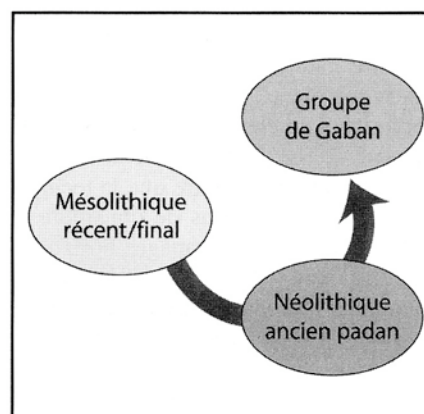 Groupe
de Gaban
Mésolithique
récent/final
Néolithique
ancien padan